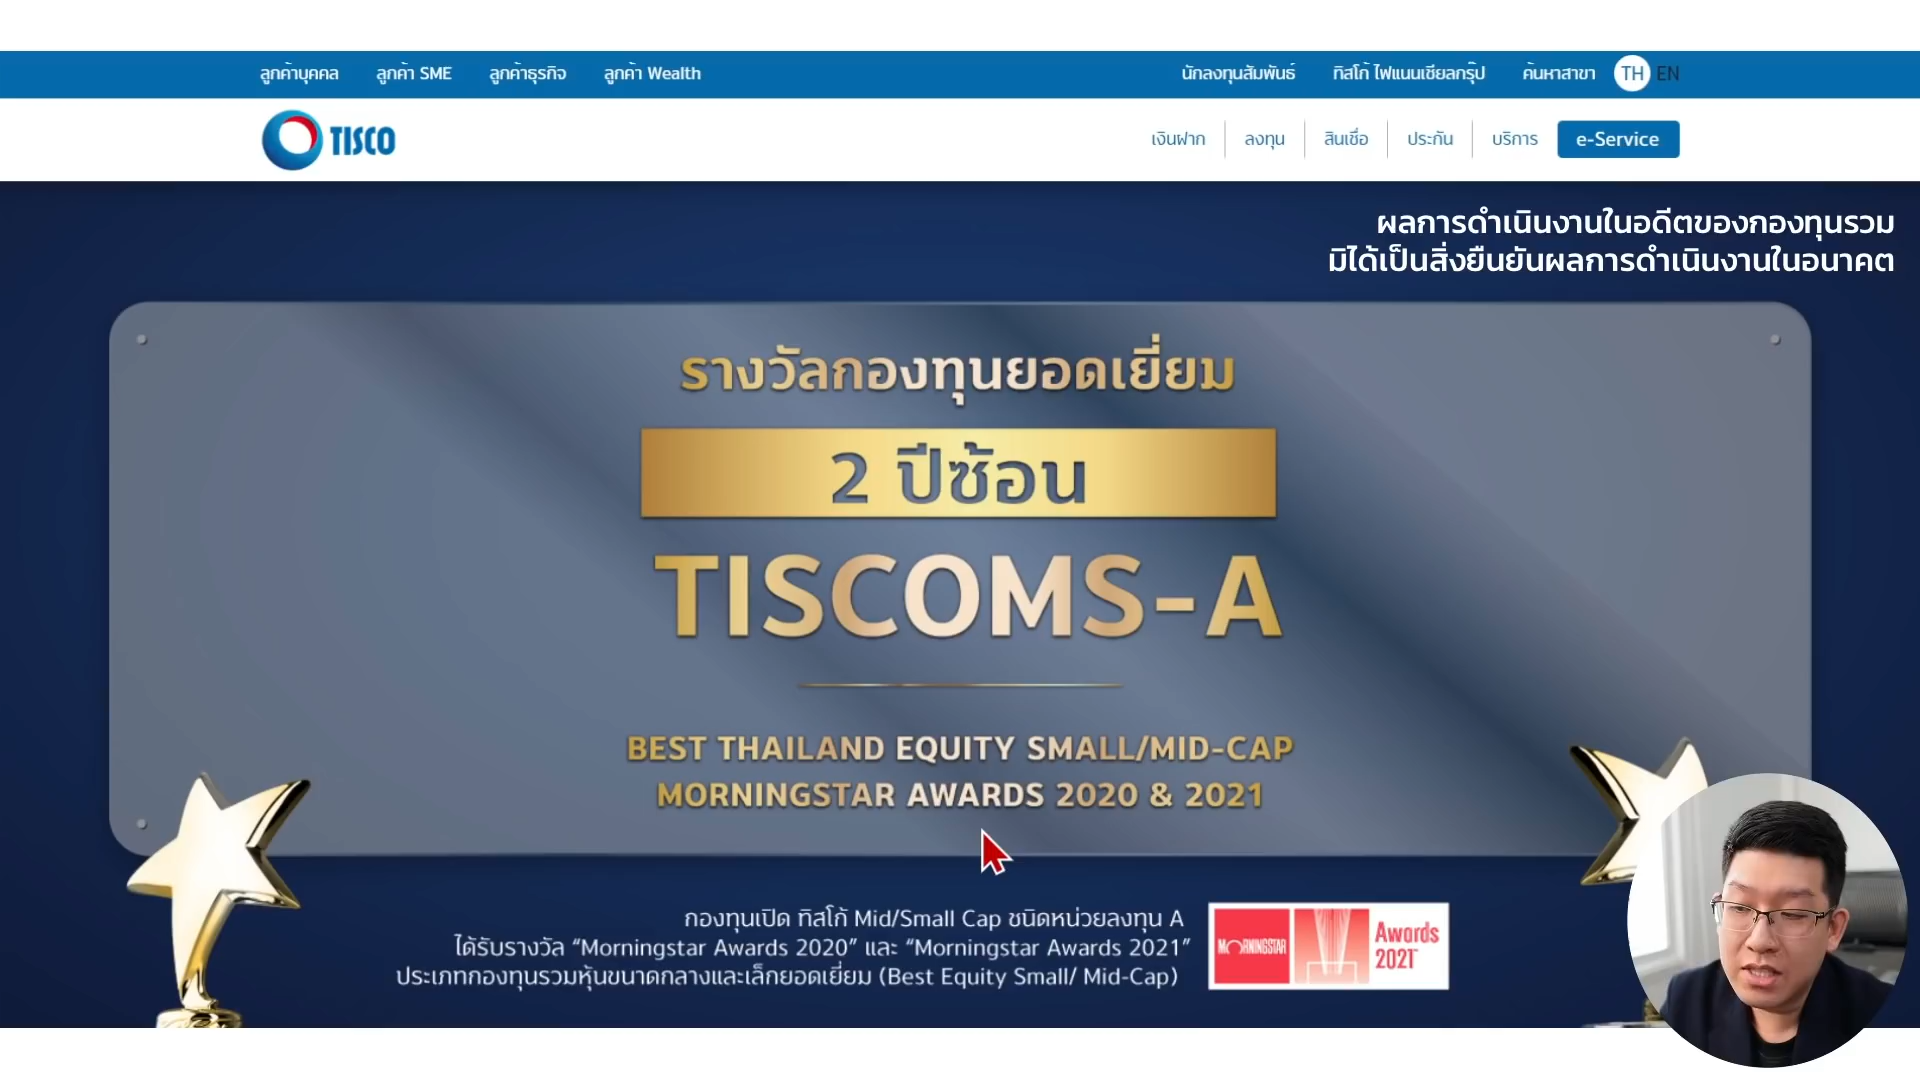 ลูกค้าบุคคล ลูกค้า SME ลูกค้าธุรกิจ ลูกค้า Wealth นักลงทุนสัมพันธ์ ทิสโก้ ไฟแนนเชียลกรุ๊ป ค้นหาสาขา TH EN
TISCO เงินฝาก ลงทุน สินเชื่อ ประกัน บริการ e-Service
ผลการดำเนินงานในอดีตของกองทุนรวม
มิได้เป็นสิ่งยืนยันผลการดำเนินงานในอนาคต
รางวัลกองทุนยอดเยี่ยม
2 ปีซ้อน
TISCOMS-A
BEST THAILAND EQUITY SMALL/MID-CAP
MORNINGSTAR AWARDS 2020 & 2021
กองทุนเปิด ทิสโก้ Mid/Small Cap ชนิดหน่วยลงทุน A
ได้รับรางวัล “Morningstar Awards 2020” และ “Morningstar Awards 2021”
ประเภทกองทุนรวมหุ้นขนาดกลางและเล็กยอดเยี่ยม (Best Equity Small/ Mid-Cap)
MORNINGSTAR Awards
2021